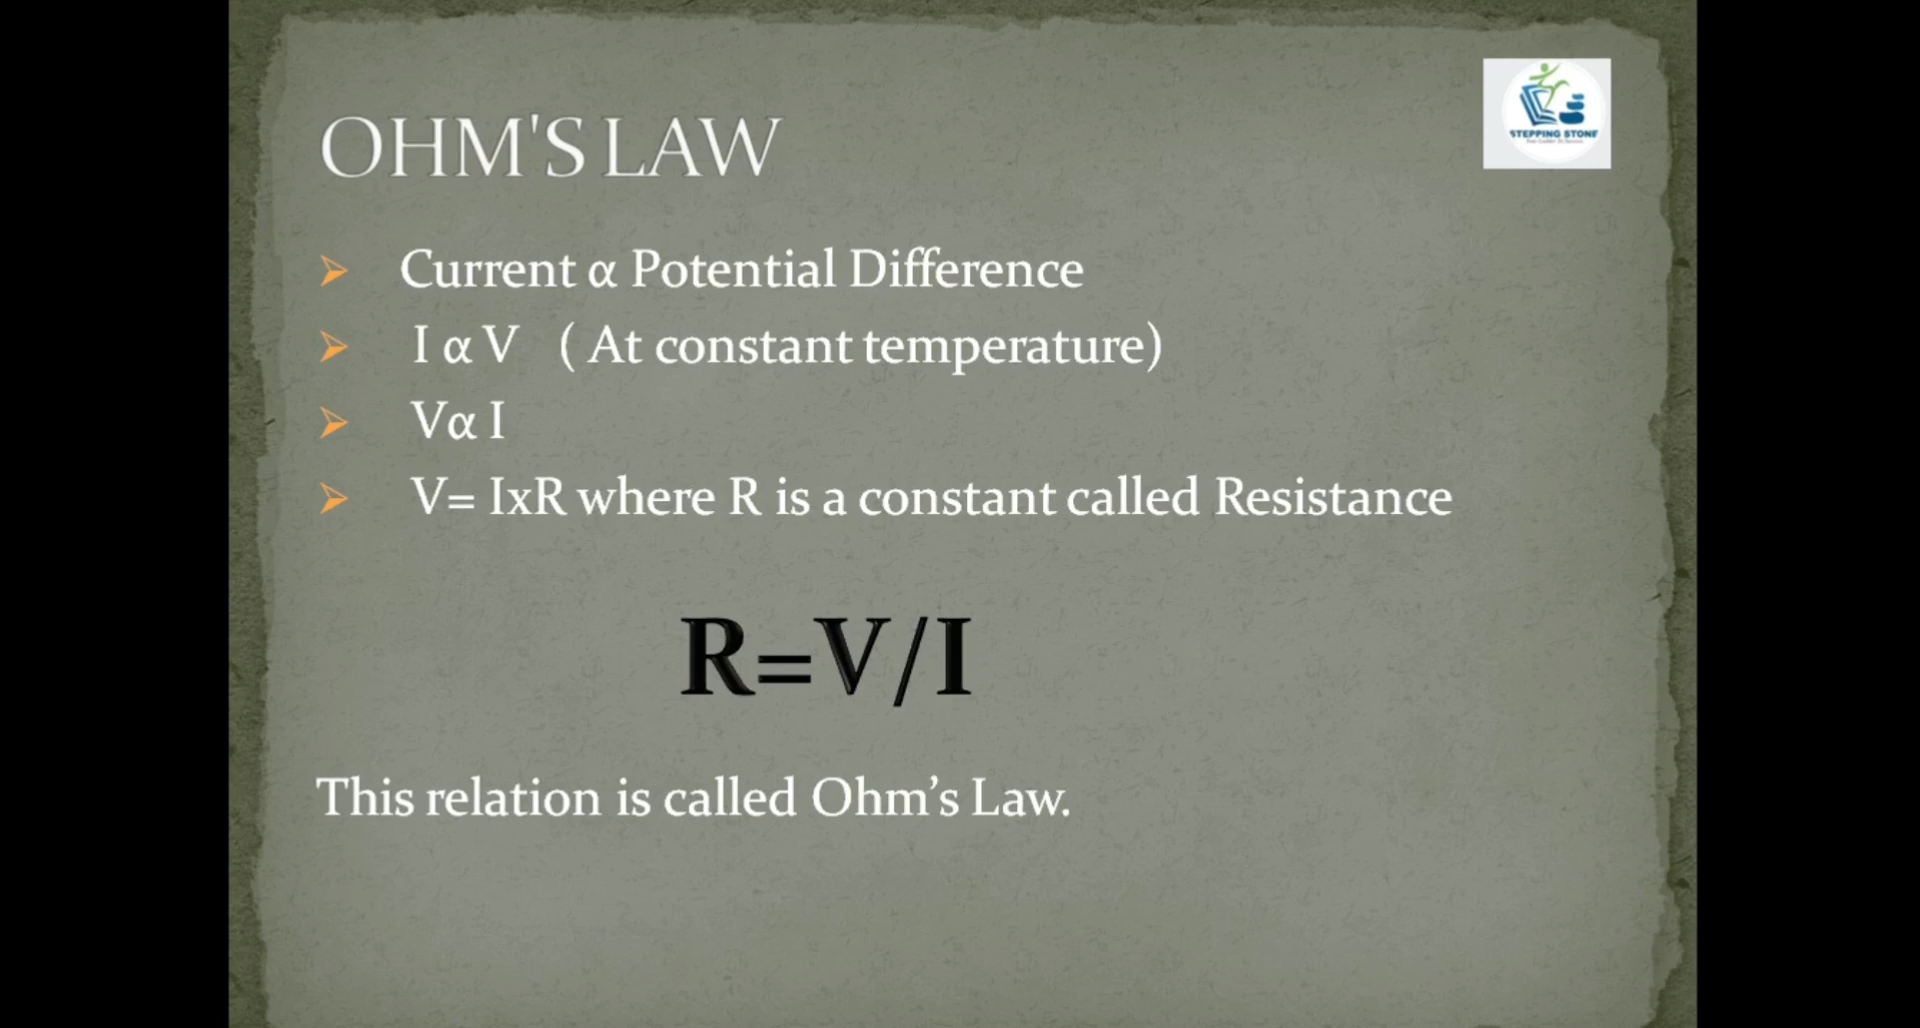 OHM'S LAW
STEPPING STONE
➢ Current α Potential Difference
➢ I α V ( At constant temperature)
➢ Vα I
➢ V= IxR where R is a constant called Resistance
R=V/I
This relation is called Ohm’s Law.